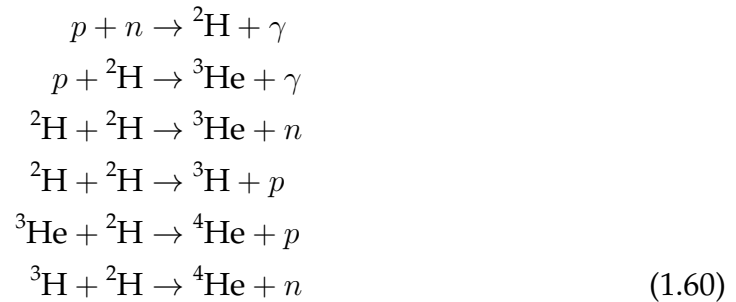 p + n → ²H + γ
p + ²H → ³He + γ
²H + ²H → ³He + n
²H + ²H → ³H + p
³He + ²H → ⁴He + p
³H + ²H → ⁴He + n (1.60)